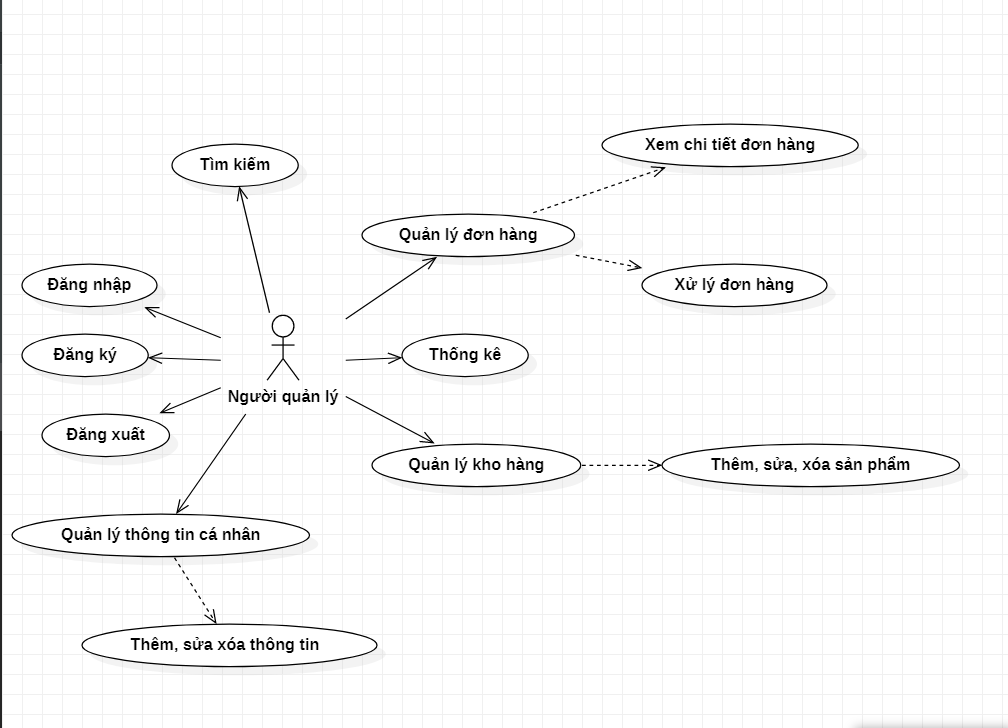 Xem chi tiết đơn hàng
Tìm kiếm
Quản lý đơn hàng
Đăng nhập
Xử lý đơn hàng
Đăng ký
Thống kê
Người quản lý
Đăng xuất
Quản lý kho hàng
Thêm, sửa, xóa sản phẩm
Quản lý thông tin cá nhân
Thêm, sửa xóa thông tin